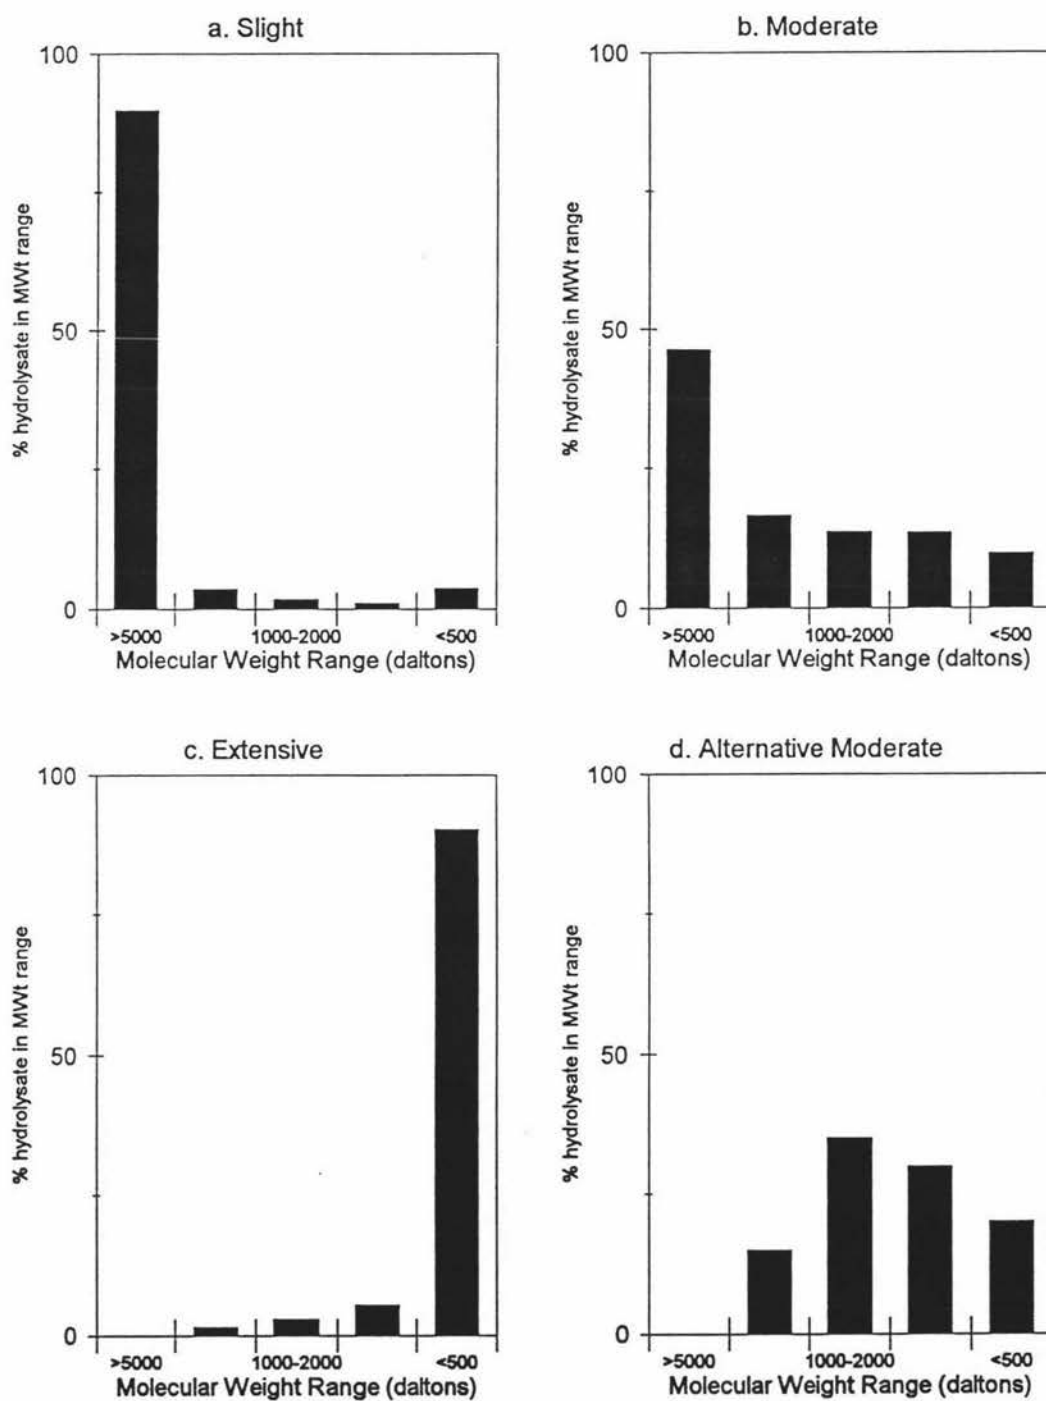 a. Slight
100
50
0
% hydrolysate in MWt range
>5000 1000-2000 <500
Molecular Weight Range (daltons)
b. Moderate
100
50
0
% hydrolysate in MWt range
>5000 1000-2000 <500
Molecular Weight Range (daltons)
c. Extensive
100
50
0
% hydrolysate in MWt range
>5000 1000-2000 <500
Molecular Weight Range (daltons)
d. Alternative Moderate
100
50
0
% hydrolysate in MWt range
>5000 1000-2000 <500
Molecular Weight Range (daltons)